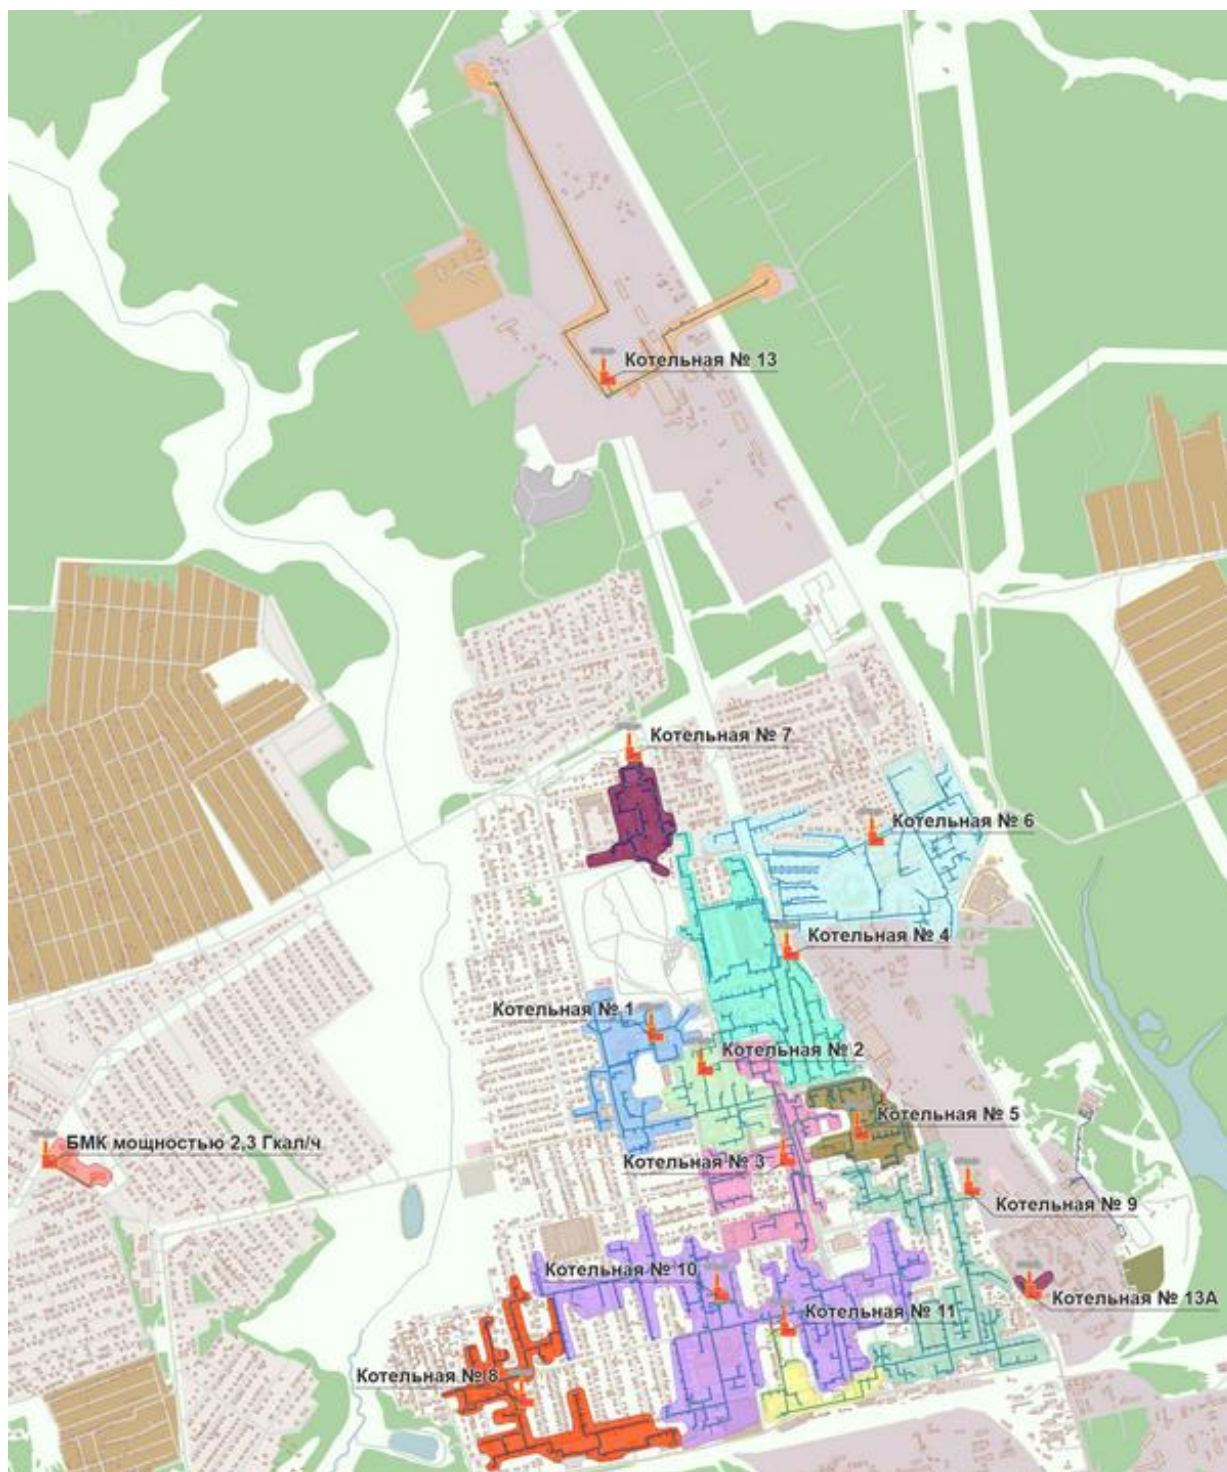 Котельная № 13
Котельная № 7
Котельная № 6
Котельная № 4
Котельная № 1
Котельная № 2
Котельная № 5
БМК мощностью 2,3 Гкал/ч
Котельная № 3
Котельная № 9
Котельная № 10
Котельная № 13А
Котельная № 11
Котельная № 8